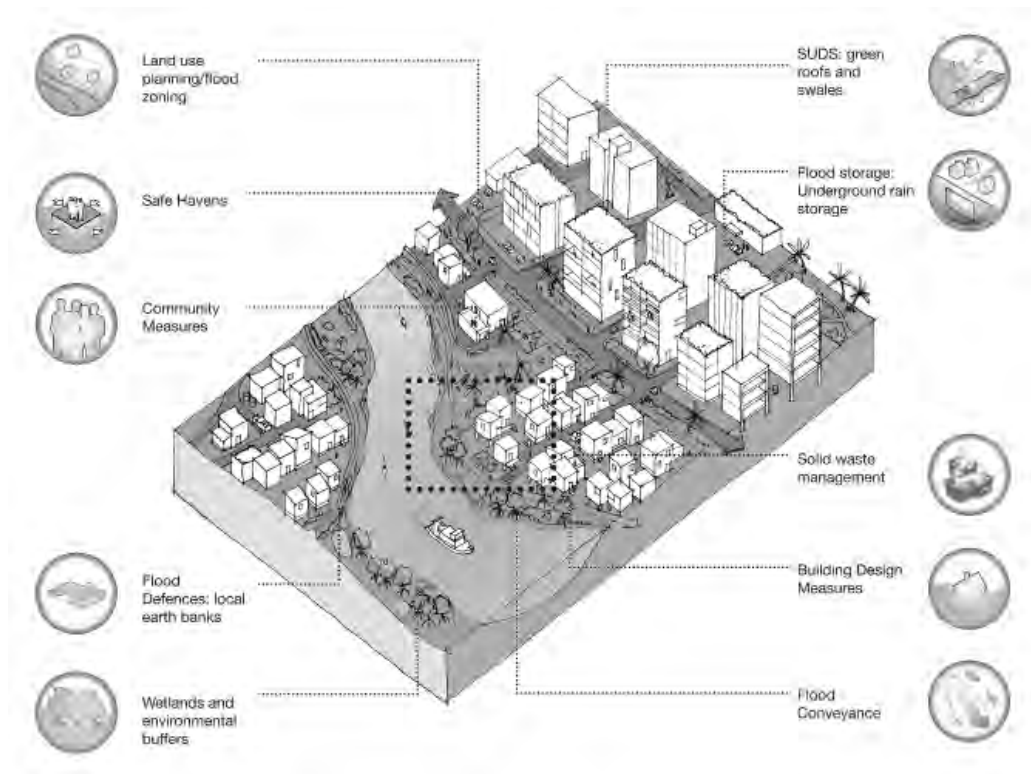 Land use
planning/flood
zoning
Safe Havens
Community
Measures
Flood
Defences: local
earth banks
Wetlands and
environmental
buffers
SUDS: green
roofs and
swales
Flood storage:
Underground rain
storage
Solid waste
management
Building Design
Measures
Flood
Conveyance